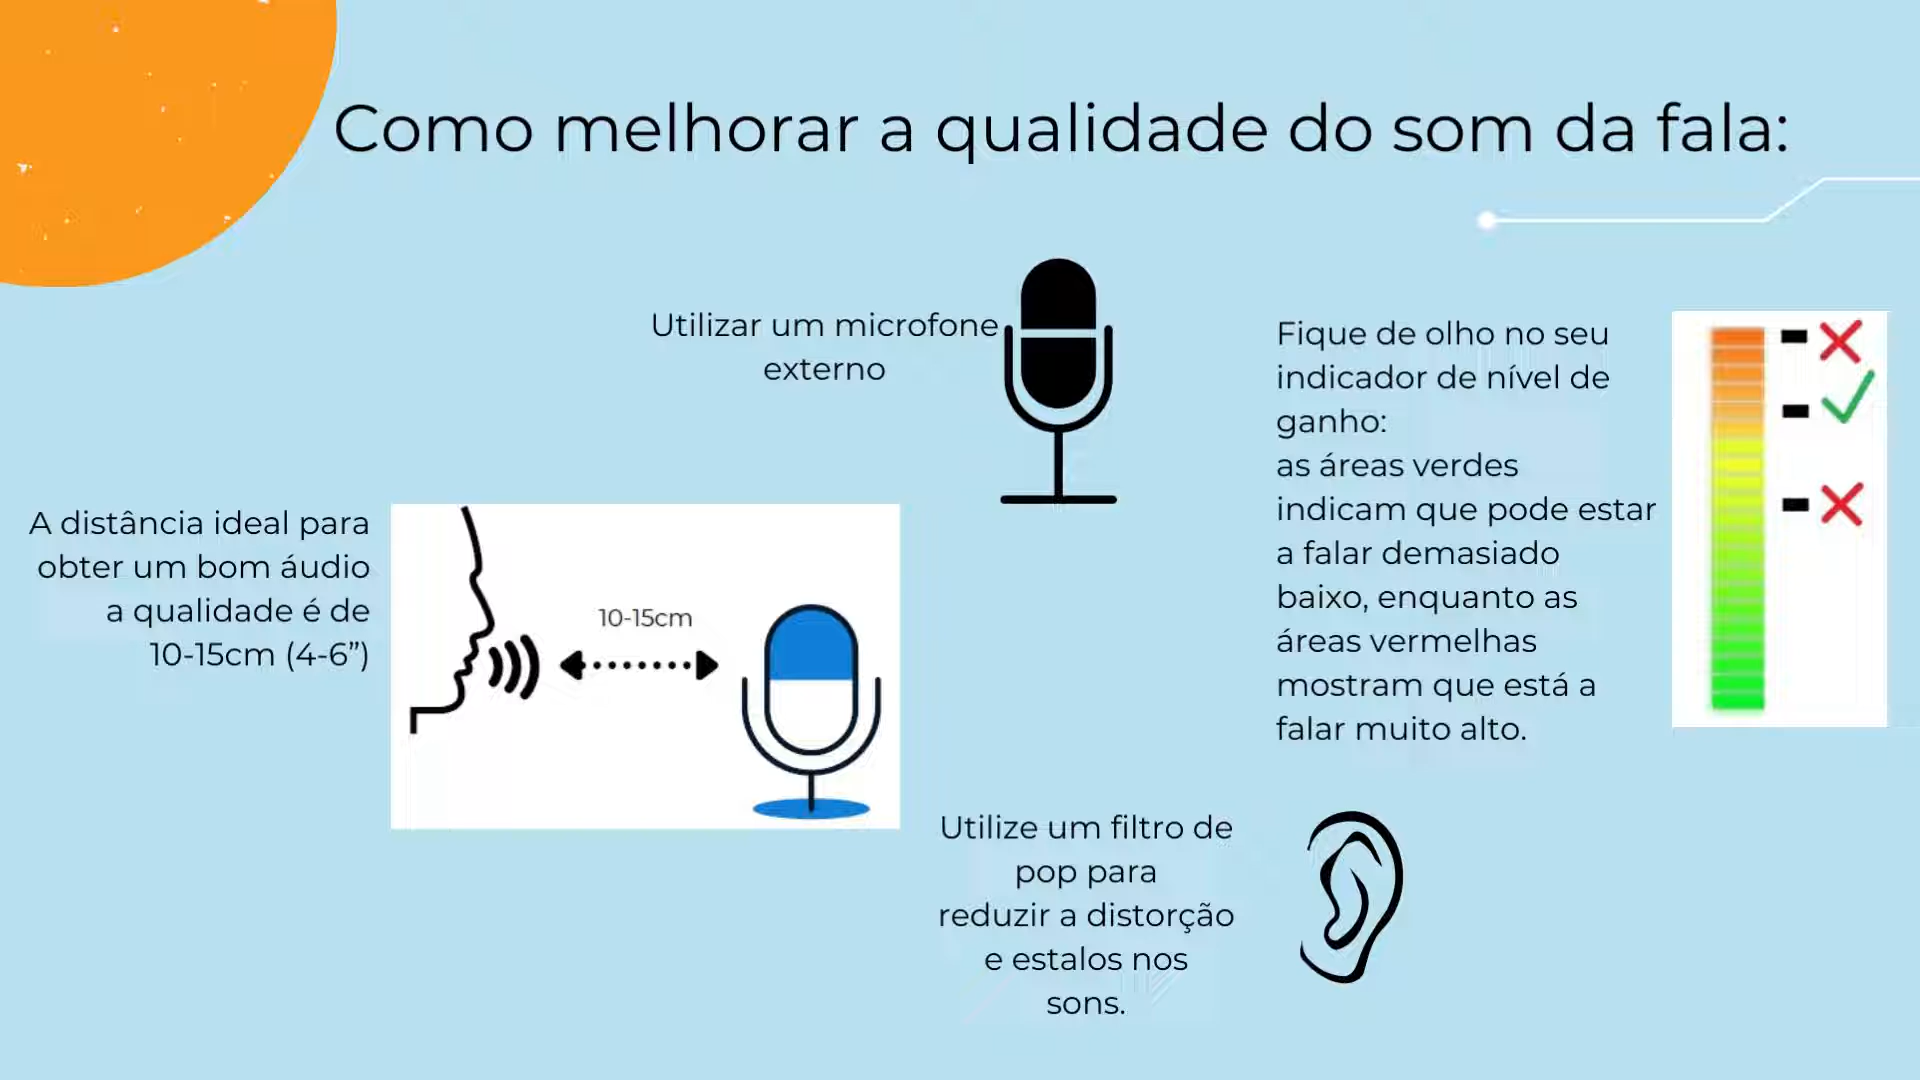 Como melhorar a qualidade do som da fala:
Utilizar um microfone
externo
Fique de olho no seu
indicador de nível de
ganho:
as áreas verdes
indicam que pode estar
a falar demasiado
baixo, enquanto as
áreas vermelhas
mostram que está a
falar muito alto.
A distância ideal para
obter um bom áudio
a qualidade é de
10-15cm (4-6”)
10-15cm
Utilize um filtro de
pop para
reduzir a distorção
e estalos nos
sons.